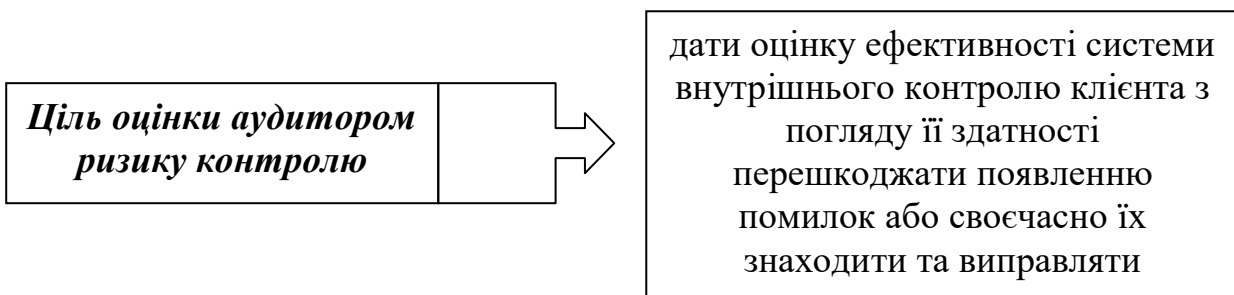 Ціль оцінки аудитором
ризику контролю
дати оцінку ефективності системи
внутрішнього контролю клієнта з
погляду її здатності
перешкоджати появленню
помилок або своєчасно їх
знаходити та виправляти